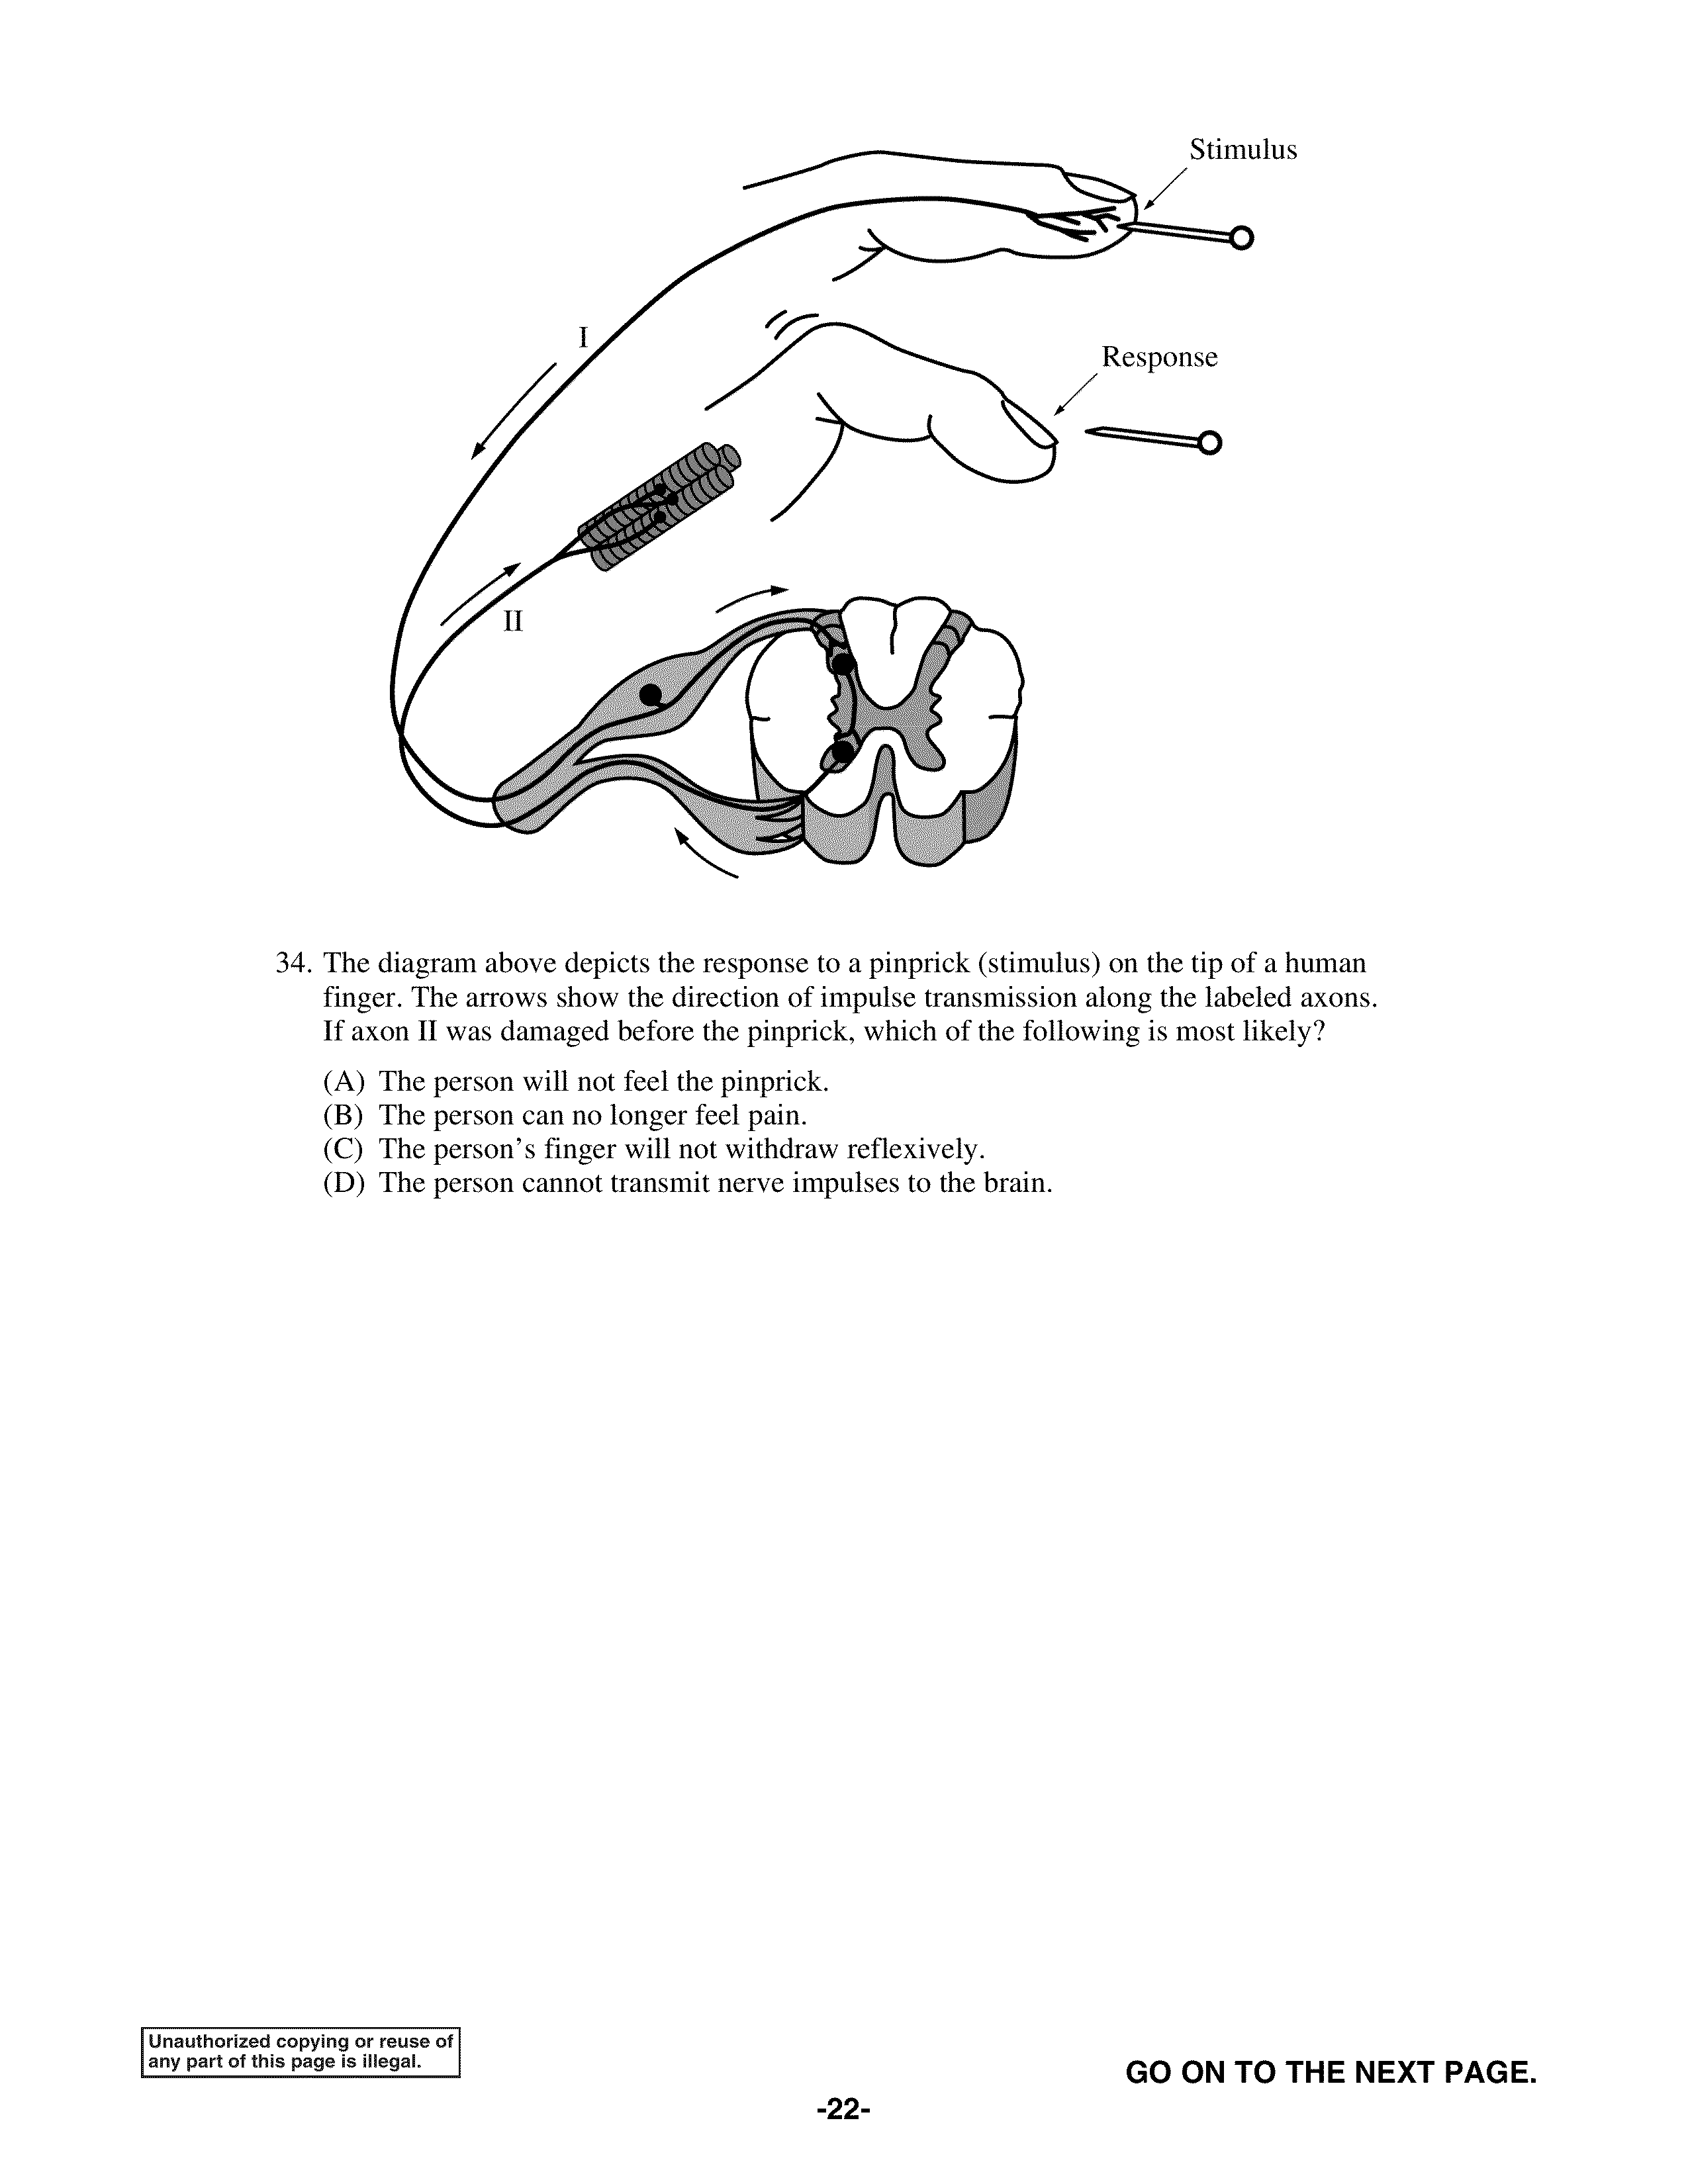 Stimulus
I
Response
II
34. The diagram above depicts the response to a pinprick (stimulus) on the tip of a human
finger. The arrows show the direction of impulse transmission along the labeled axons.
If axon II was damaged before the pinprick, which of the following is most likely?
(A) The person will not feel the pinprick.
(B) The person can no longer feel pain.
(C) The person’s finger will not withdraw reflexively.
(D) The person cannot transmit nerve impulses to the brain.
Unauthorized copying or reuse of
any part of this page is illegal.
GO ON TO THE NEXT PAGE.
-22-